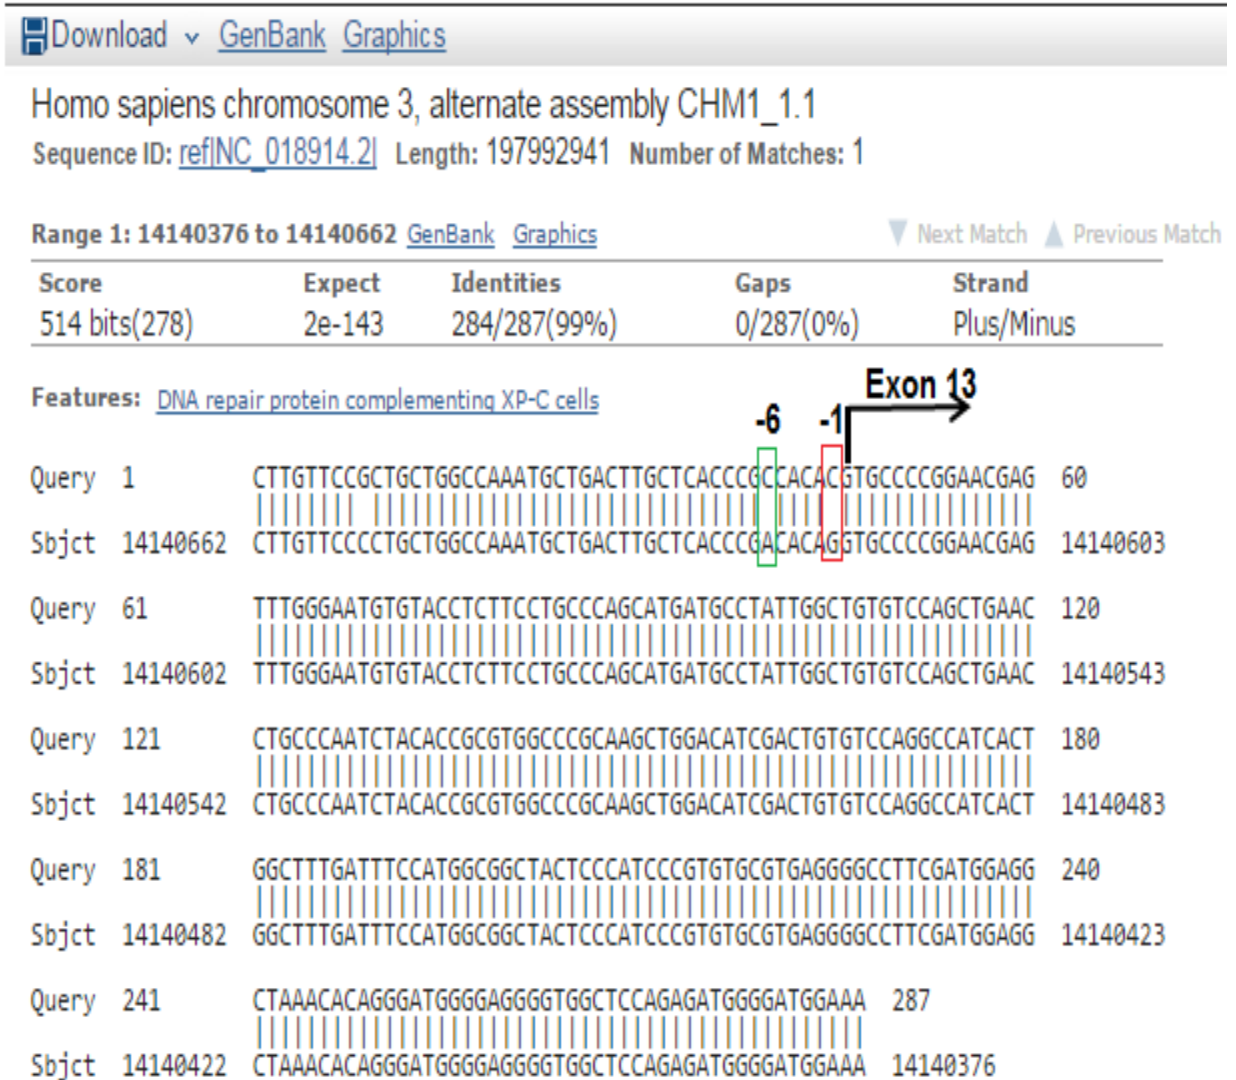 Download GenBank Graphics
Homo sapiens chromosome 3, alternate assembly CHM1_1.1
Sequence ID: ref|NC_018914.2| Length: 197992941 Number of Matches: 1
Range 1: 14140376 to 14140662 GenBank Graphics Next Match Previous Match
Score Expect Identities Gaps Strand
514 bits(278) 2e-143 284/287(99%) 0/287(0%) Plus/Minus
Exon 13
Features: DNA repair protein complementing XP-C cells
-6 -1
Query 1 CTTGTTCCGCTGCTGGCCAAATGCTGACTTGCTCACCCGCCACACGTGCCCCGGAACGAG 60
Sbjct 14140662 CTTGTTCCCCTGCTGGCCAAATGCTGACTTGCTCACCCGACACAGGTGCCCCGGAACGAG 14140603
Query 61 TTTGGGAATGTGTACCTCTTCCTGCCCAGCATGATGCCTATTGGCTGTGTCCAGCTGAAC 120
Sbjct 14140602 TTTGGGAATGTGTACCTCTTCCTGCCCAGCATGATGCCTATTGGCTGTGTCCAGCTGAAC 14140543
Query 121 CTGCCCAATCTACACCGCGTGGCCCGCAAGCTGGACATCGACTGTGTCCAGGCCATCACT 180
Sbjct 14140542 CTGCCCAATCTACACCGCGTGGCCCGCAAGCTGGACATCGACTGTGTCCAGGCCATCACT 14140483
Query 181 GGCTTTGATTTCCATGGCGGCTACTCCCATCCCGTGTGCGTGAGGGGCCTTCGATGGAGG 240
Sbjct 14140482 GGCTTTGATTTCCATGGCGGCTACTCCCATCCCGTGTGCGTGAGGGGCCTTCGATGGAGG 14140423
Query 241 CTAAACACAGGGATGGGGAGGGGTGGCTCCAGAGATGGGGATGGAAA 287
Sbjct 14140422 CTAAACACAGGGATGGGGAGGGGTGGCTCCAGAGATGGGGATGGAAA 14140376